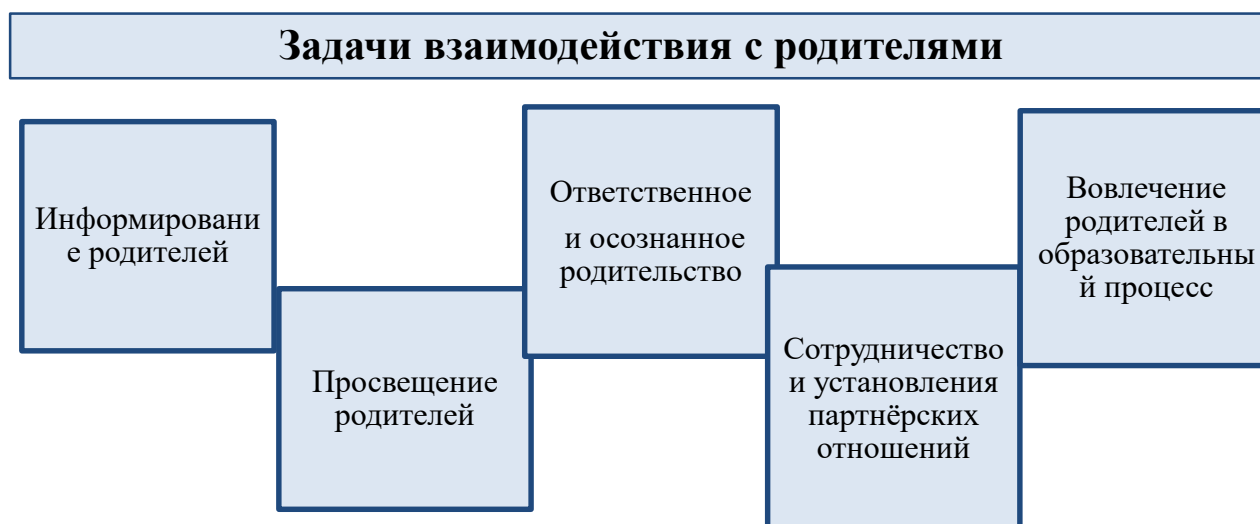 Задачи взаимодействия с родителями
Информировани
е родителей
Просвещение
родителей
Ответственное
и осознанное
родительство
Сотрудничество
и установления
партнёрских
отношений
Вовлечение
родителей в
образовательны
й процесс